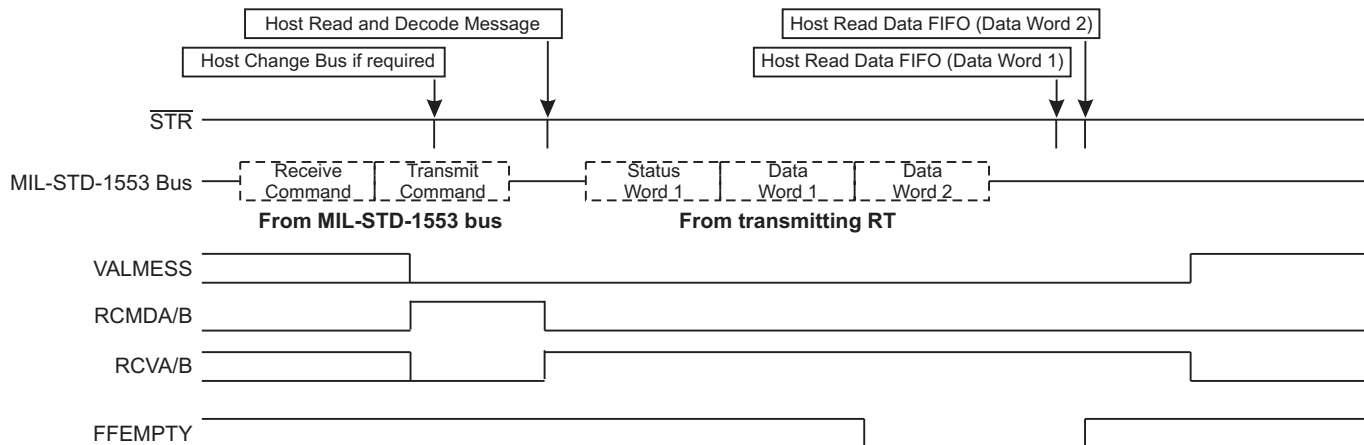 Host Read and Decode Message
Host Read Data FIFO (Data Word 2)
Host Change Bus if required
Host Read Data FIFO (Data Word 1)
STR
MIL-STD-1553 Bus
Receive
Command
Transmit
Command
Status
Word 1
Data
Word 1
Data
Word 2
From MIL-STD-1553 bus
From transmitting RT
VALMESS
RCMDA/B
RCVA/B
FFEMPTY